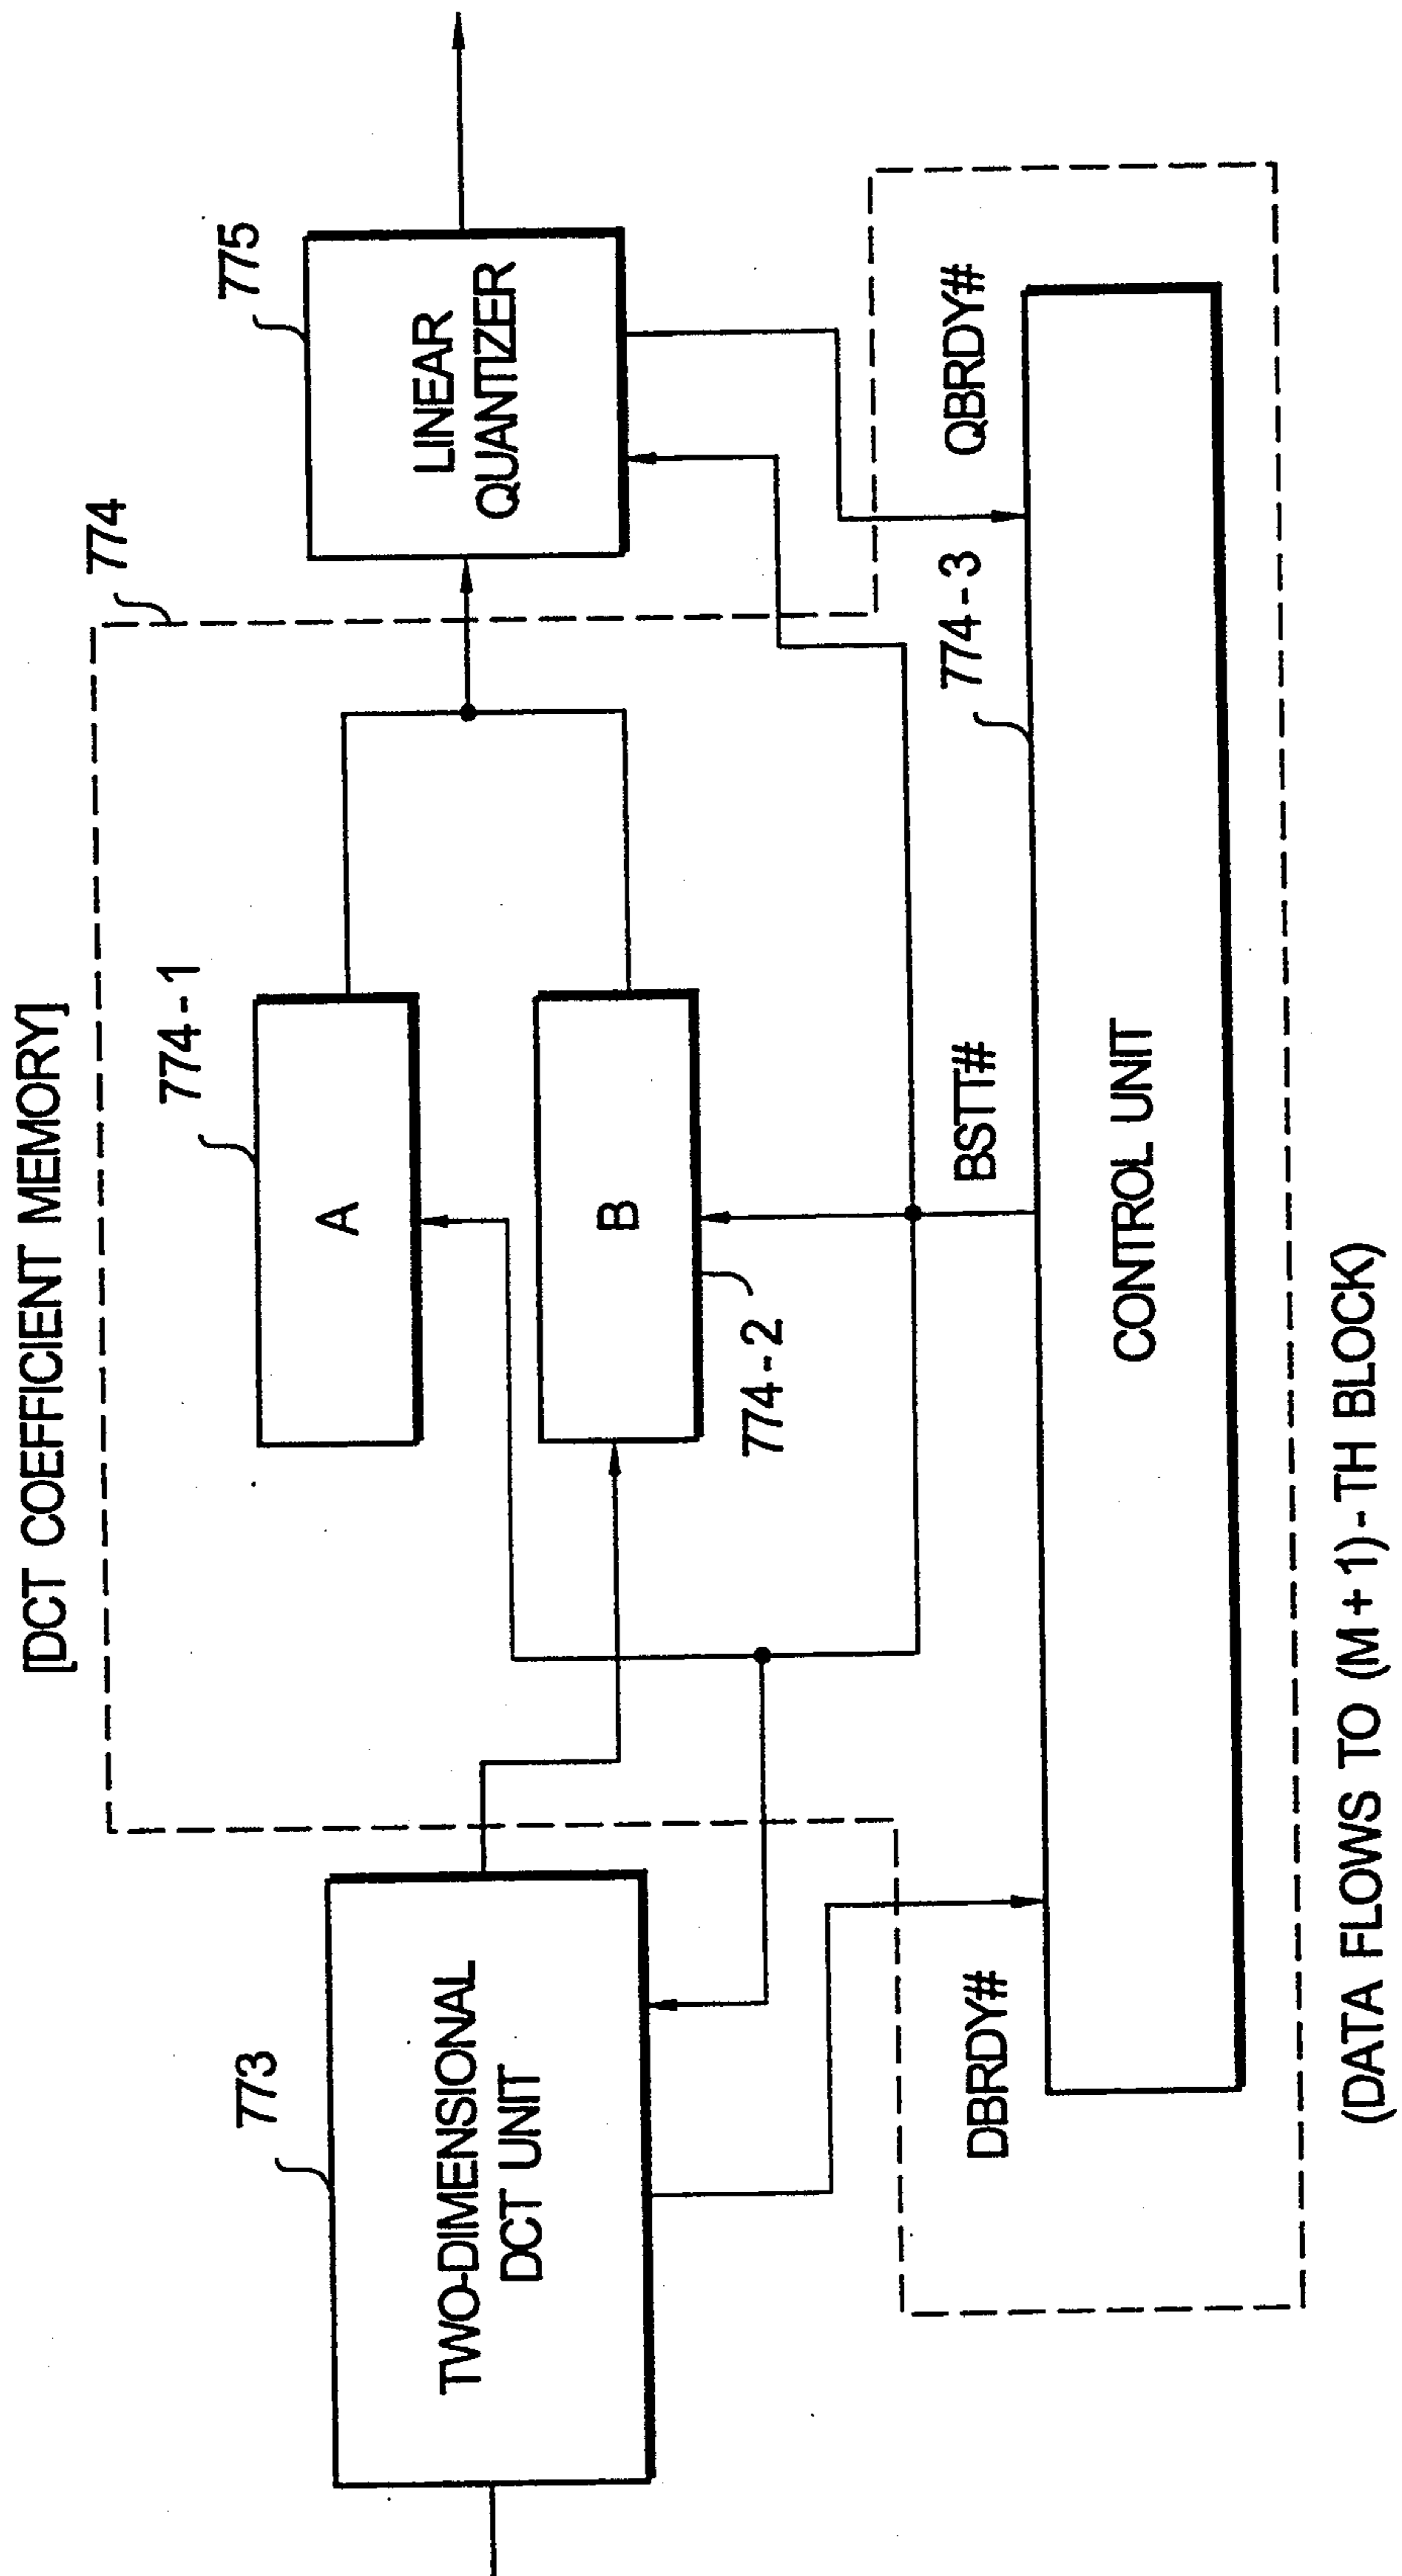 [DCT COEFFICIENT MEMORY]
774
774-1
A
773
TWO-DIMENSIONAL
DCT UNIT
B
774-2
775
LINEAR
QUANTIZER
DBRDY#
BSTT#
774-3
QBRDY#
CONTROL UNIT
(DATA FLOWS TO (M+1)-TH BLOCK)